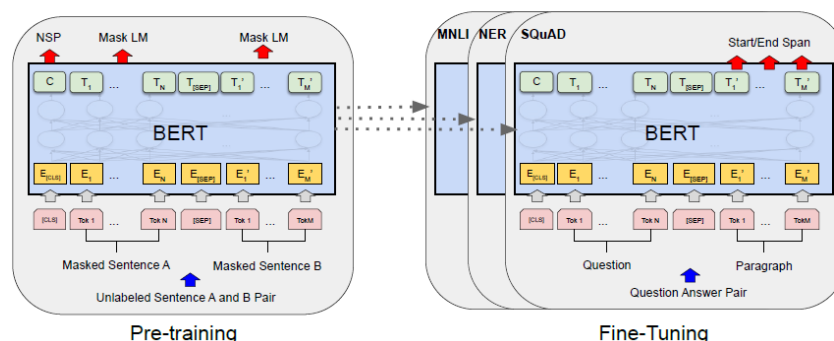 NSP Mask LM Mask LM
C T1 ... TN T[SEP] T1' ... TM'
BERT
E[CLS] E1 ... EN E[SEP] E1' ... EM'
[CLS] Tok 1 ... Tok N [SEP] Tok 1 ... TokM
Masked Sentence A Masked Sentence B
Unlabeled Sentence A and B Pair
Pre-training
MNLI NER SQuAD Start/End Span
C T1 ... TN T[SEP] T1' ... TM'
BERT
E[CLS] E1 ... EN E[SEP] E1' ... EM'
[CLS] Tok 1 ... Tok N [SEP] Tok 1 ... TokM
Question Paragraph
Question Answer Pair
Fine-Tuning